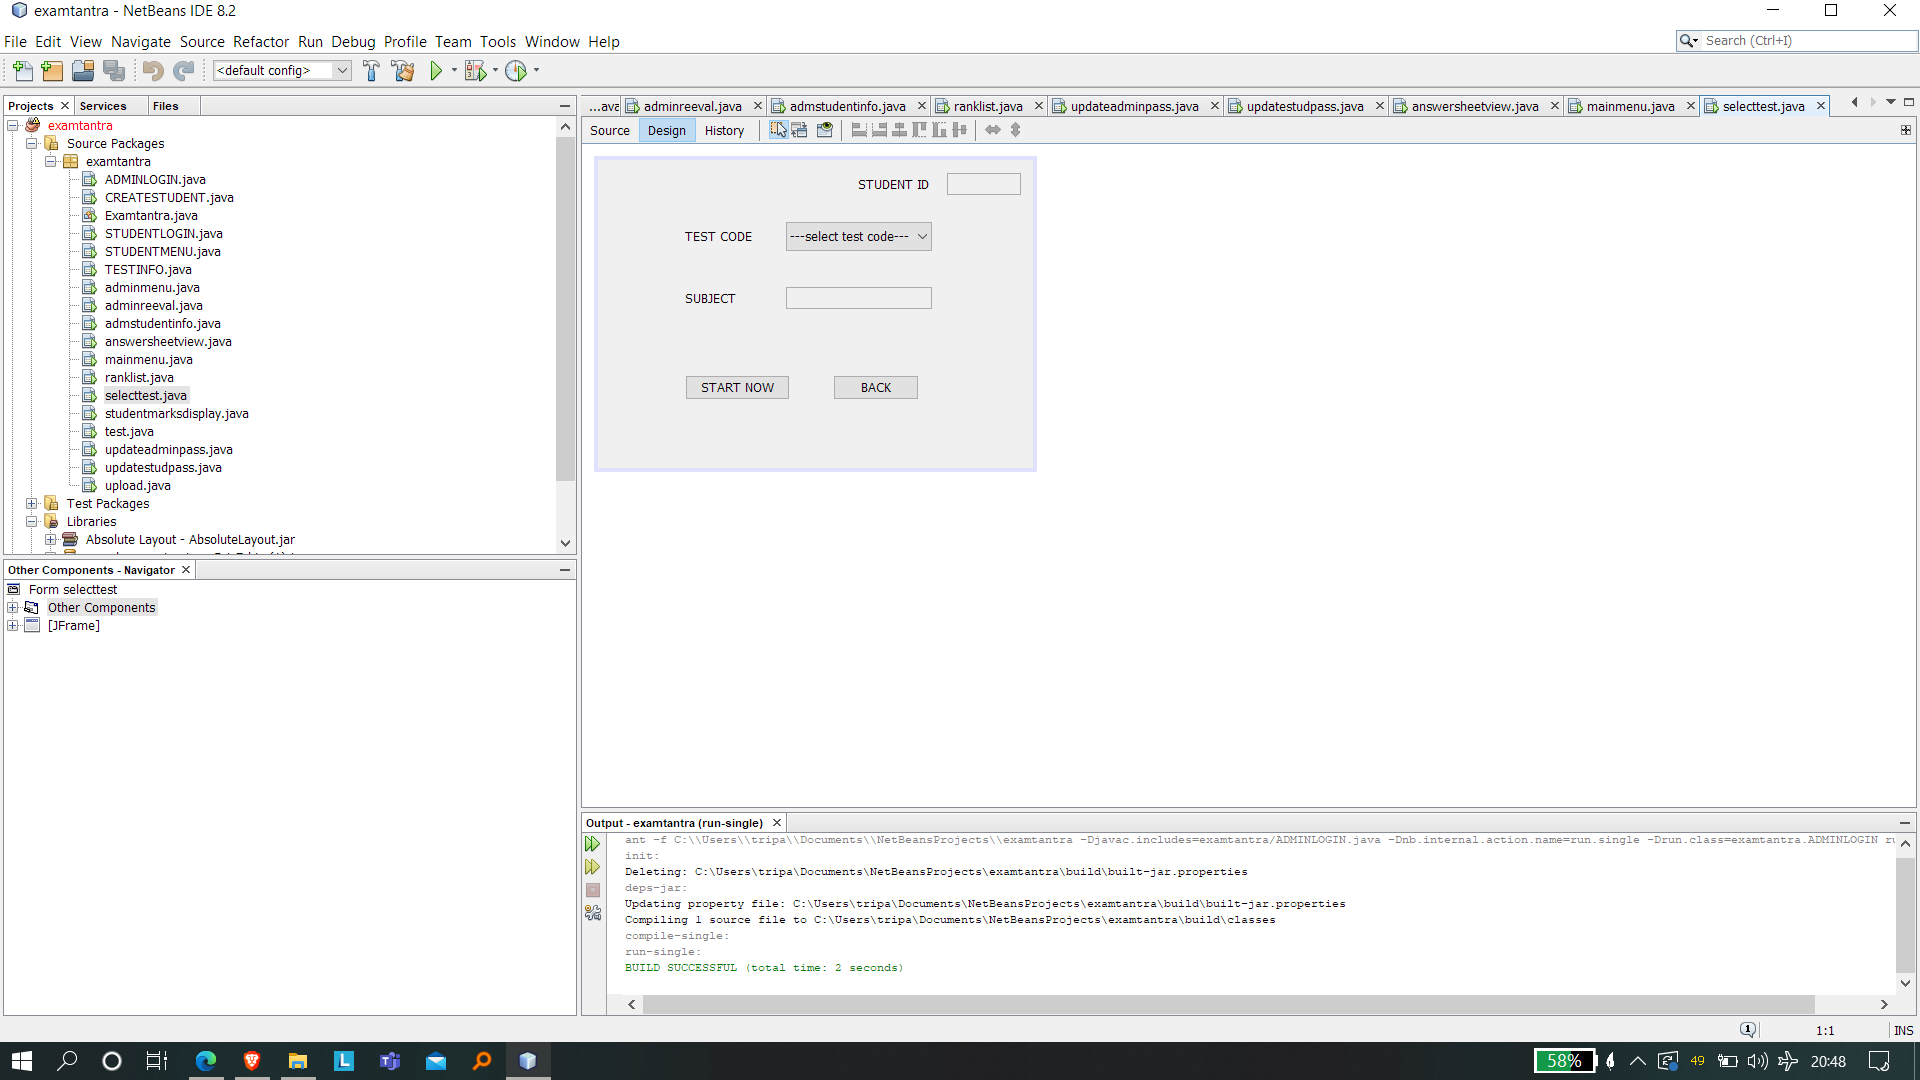 examtantra - NetBeans IDE 8.2
File Edit View Navigate Source Refactor Run Debug Profile Team Tools Window Help
Search (Ctrl+I)
<default config>
Projects Services Files
examtantra
Source Packages
examtantra
ADMINLOGIN.java
CREATESTUDENT.java
Examtantra.java
STUDENTLOGIN.java
STUDENTMENU.java
TESTINFO.java
adminmenu.java
adminreeval.java
admstudentinfo.java
answersheetview.java
mainmenu.java
ranklist.java
selecttest.java
studentmarksdisplay.java
test.java
updateadminpass.java
updatestudpass.java
upload.java
Test Packages
Libraries
Absolute Layout - AbsoluteLayout.jar
Other Components - Navigator
Form selecttest
Other Components
[JFrame]
...ava adminreeval.java admstudentinfo.java ranklist.java updateadminpass.java updatestudpass.java answersheetview.java mainmenu.java selecttest.java
Source Design History
STUDENT ID
TEST CODE ---select test code---
SUBJECT
START NOW BACK
Output - examtantra (run-single)
ant -f C:\\Users\\tripa\\Documents\\NetBeansProjects\\examtantra -Djavac.includes=examtantra/ADMINLOGIN.java -Dnb.internal.action.name=run.single -Drun.class=examtantra.ADMINLOGIN
init:
Deleting: C:\Users\tripa\Documents\NetBeansProjects\examtantra\build\built-jar.properties
deps-jar:
Updating property file: C:\Users\tripa\Documents\NetBeansProjects\examtantra\build\built-jar.properties
Compiling 1 source file to C:\Users\tripa\Documents\NetBeansProjects\examtantra\build\classes
compile-single:
run-single:
BUILD SUCCESSFUL (total time: 2 seconds)
1 1:1 INS
58% 49 20:48